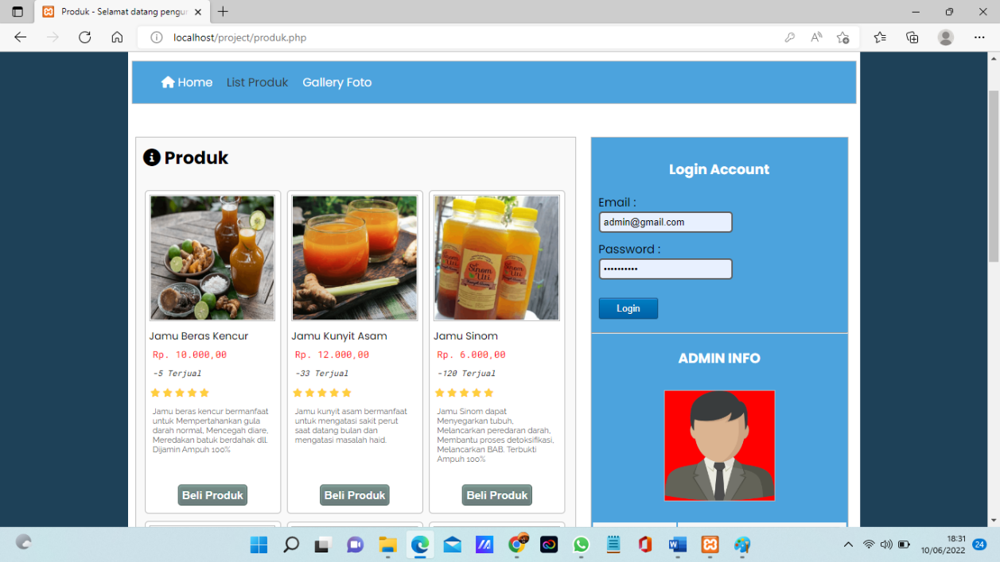 Produk - Selamat datang pengun
localhost/project/produk.php
Home List Produk Gallery Foto
Produk
Jamu Beras Kencur
Rp. 10.000,00
-5 Terjual
Jamu beras kencur bermanfaat
untuk Mempertahankan gula
darah normal, Mencegah diare,
Meredakan batuk berdahak dll.
Dijamin Ampuh 100%
Beli Produk
Jamu Kunyit Asam
Rp. 12.000,00
-33 Terjual
Jamu kunyit asam bermanfaat
untuk mengatasi sakit perut
saat datang bulan dan
mengatasi masalah haid.
Beli Produk
Sinom
Uti
Jamu Sinom
Rp. 6.000,00
-120 Terjual
Jamu Sinom dapat
Menyegarkan tubuh,
Melancarkan peredaran darah,
Membantu proses detoksifikasi,
Melancarkan BAB. Terbukti
Ampuh 100%
Beli Produk
Login Account
Email :
admin@gmail.com
Password :
••••••••••
Login
ADMIN INFO
18:31
10/06/2022
24